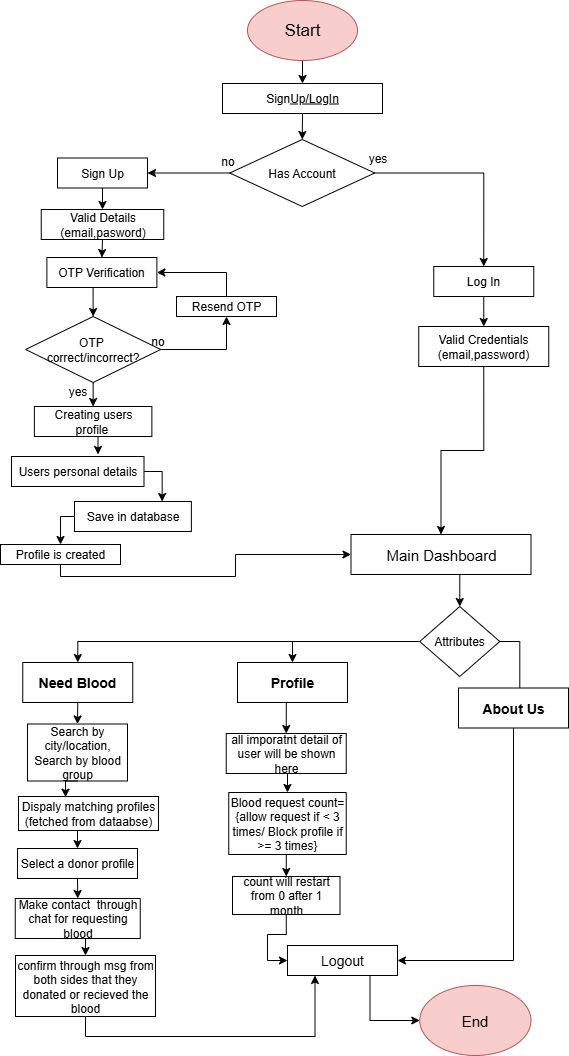 Start
SignUp/LogIn
Has Account
no
yes
Sign Up
Valid Details
(email,pasword)
OTP Verification
Resend OTP
OTP
correct/incorrect?
no
yes
Creating users
profile
Users personal details
Save in database
Profile is created
Log In
Valid Credentials
(email,password)
Main Dashboard
Attributes
Need Blood
Search by
city/location,
Search by blood
group
Dispaly matching profiles
(fetched from dataabse)
Select a donor profile
Make contact through
chat for requesting
blood
confirm through msg from
both sides that they
donated or recieved the
blood
Profile
all imporatnt detail of
user will be shown
here
Blood request count=
{allow request if < 3
times/ Block profile if
>= 3 times}
count will restart
from 0 after 1
month
About Us
Logout
End